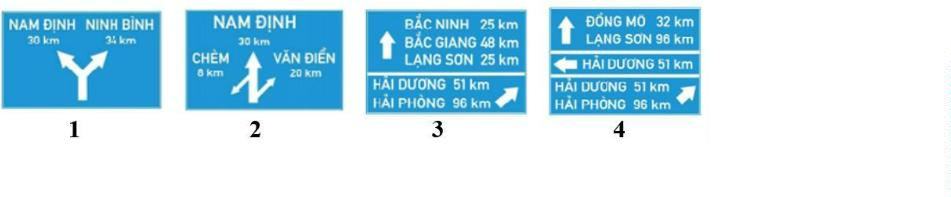 NAM ĐỊNH NINH BÌNH
30 km 34 km
1
NAM ĐỊNH
30 km
CHÈM VĂN ĐIỂN
8 km 20 km
2
BẮC NINH 25 km
BẮC GIANG 48 km
LẠNG SƠN 25 km
HẢI DƯƠNG 51 km
HẢI PHÒNG 96 km
3
ĐỒNG MỎ 32 km
LẠNG SƠN 96 km
HẢI DƯƠNG 51 km
HẢI DƯƠNG 51 km
HẢI PHÒNG 96 km
4